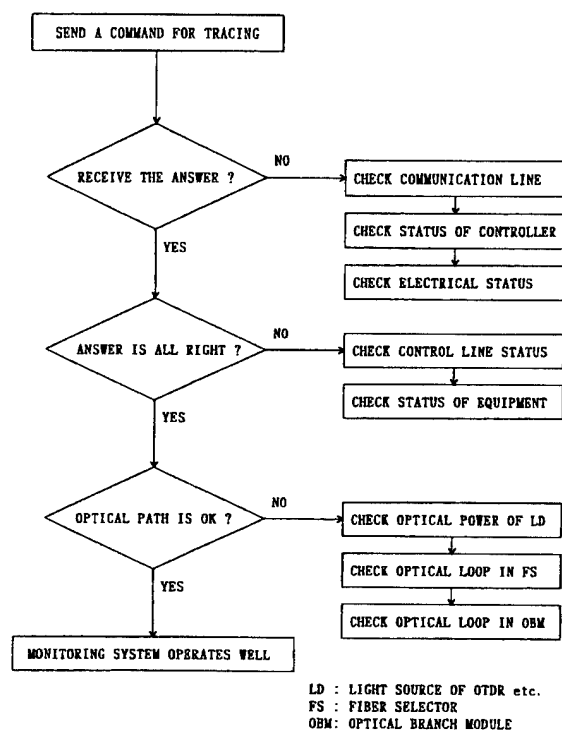 SEND A COMMAND FOR TRACING
RECEIVE THE ANSWER ?
NO
CHECK COMMUNICATION LINE
CHECK STATUS OF CONTROLLER
CHECK ELECTRICAL STATUS
YES
ANSWER IS ALL RIGHT ?
NO
CHECK CONTROL LINE STATUS
CHECK STATUS OF EQUIPMENT
YES
OPTICAL PATH IS OK ?
NO
CHECK OPTICAL POWER OF LD
CHECK OPTICAL LOOP IN FS
CHECK OPTICAL LOOP IN OBM
YES
MONITORING SYSTEM OPERATES WELL
LD : LIGHT SOURCE OF OTDR etc.
FS : FIBER SELECTOR
OBM: OPTICAL BRANCH MODULE